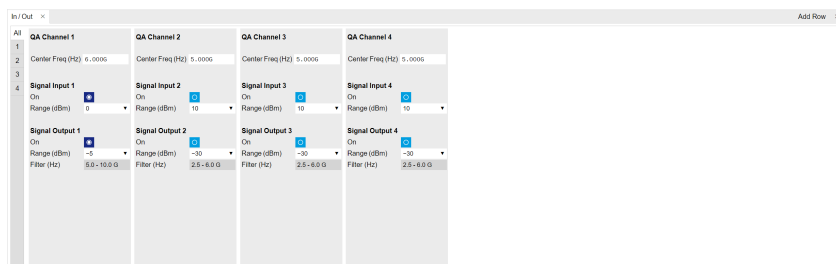 In / Out × Add Row
All QA Channel 1 QA Channel 2 QA Channel 3 QA Channel 4
1
2 Center Freq (Hz) 6.000G Center Freq (Hz) 5.000G Center Freq (Hz) 5.000G Center Freq (Hz) 5.000G
3
4 Signal Input 1 Signal Input 2 Signal Input 3 Signal Input 4
On On On On
Range (dBm) 0 Range (dBm) 10 Range (dBm) 10 Range (dBm) 10
Signal Output 1 Signal Output 2 Signal Output 3 Signal Output 4
On On On On
Range (dBm) −5 Range (dBm) −30 Range (dBm) −30 Range (dBm) −30
Filter (Hz) 5.0 - 10.0 G Filter (Hz) 2.5 - 6.0 G Filter (Hz) 2.5 - 6.0 G Filter (Hz) 2.5 - 6.0 G